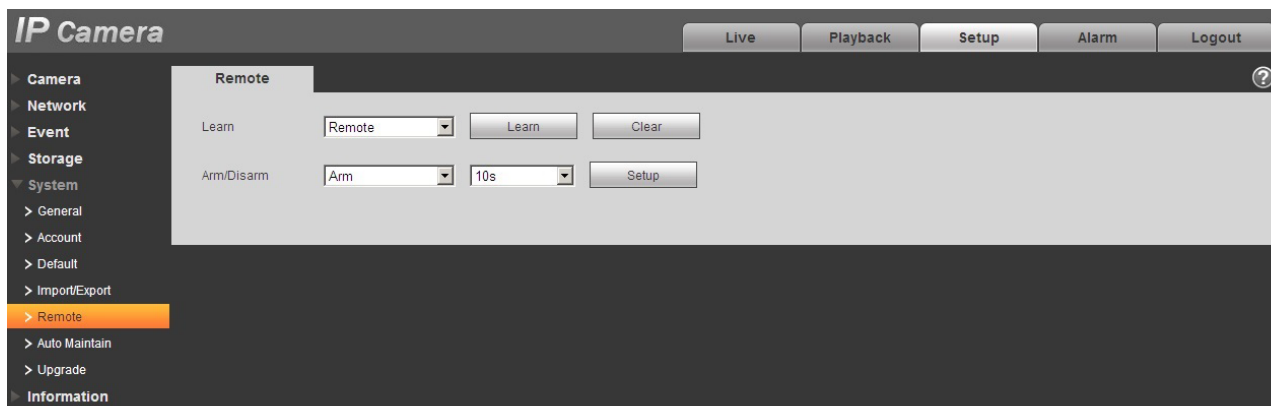 IP Camera
Live Playback Setup Alarm Logout
Camera
Network
Event
Storage
System
> General
> Account
> Default
> Import/Export
> Remote
> Auto Maintain
> Upgrade
Information
Remote
?
Learn Remote Learn Clear
Arm/Disarm Arm 10s Setup